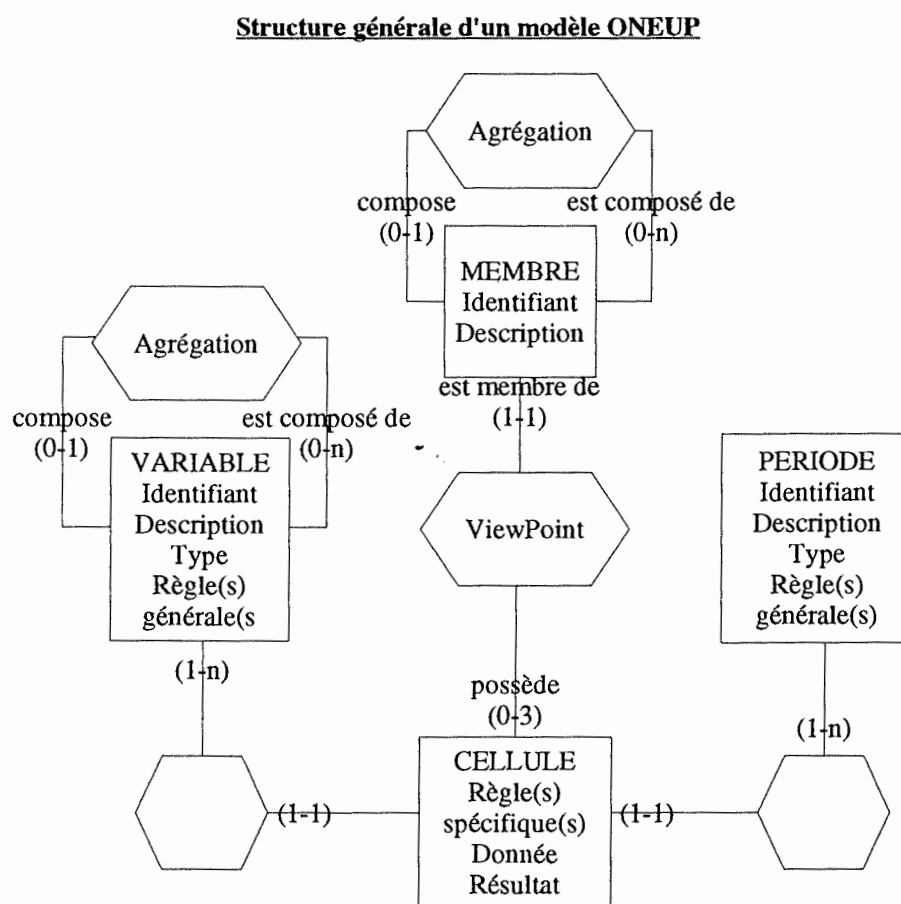 Structure générale d'un modèle ONEUP
Agrégation
compose
(0-1)
est composé de
(0-n)
MEMBRE
Identifiant
Description
est membre de
(1-1)
Agrégation
compose
(0-1)
est composé de
(0-n)
VARIABLE
Identifiant
Description
Type
Règle(s)
générale(s
(1-n)
ViewPoint
PERIODE
Identifiant
Description
Type
Règle(s)
générale(s)
(1-n)
possède
(0-3)
(1-1)
CELLULE
Règle(s)
spécifique(s)
Donnée
Résultat
(1-1)